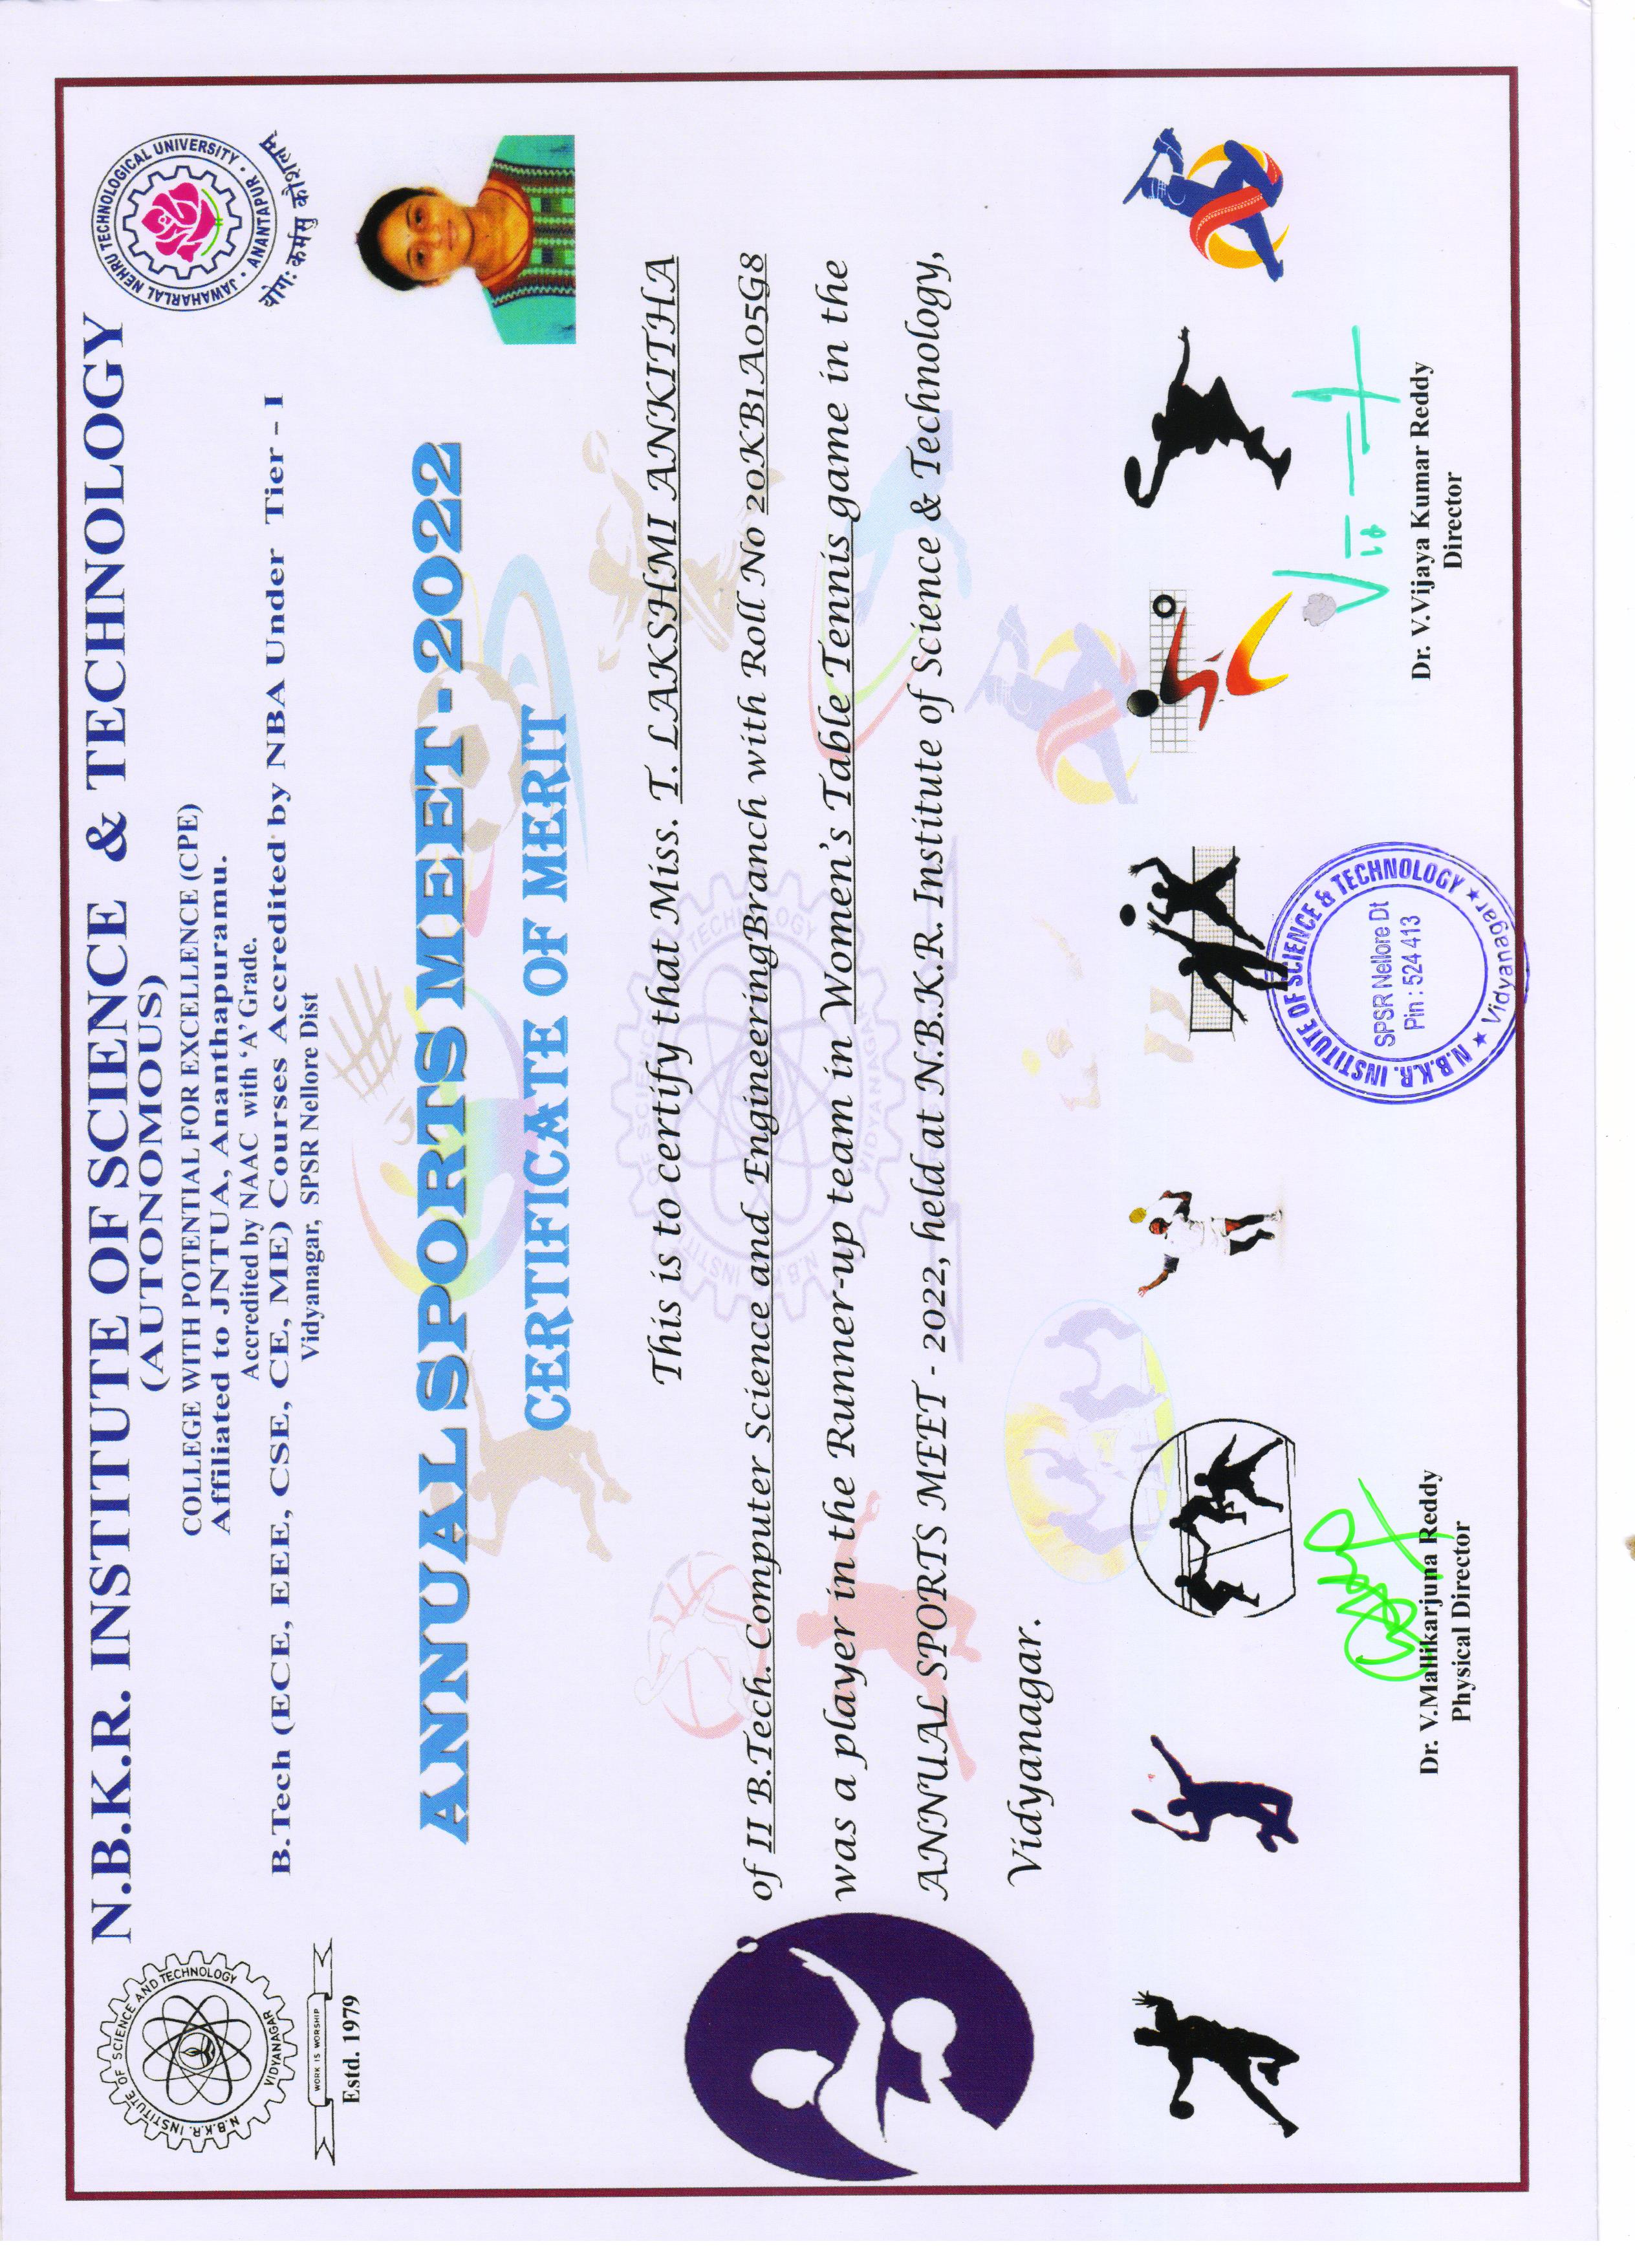 N.B.K.R. INSTITUTE OF SCIENCE & TECHNOLOGY
(AUTONOMOUS)
COLLEGE WITH POTENTIAL FOR EXCELLENCE (CPE)
Affiliated to JNTUA, Ananthapuramu.
Accredited by NAAC with ‘A’ Grade.
B.Tech (ECE, EEE, CSE, CE, ME) Courses Accredited by NBA Under Tier – I
Vidyanagar, SPSR Nellore Dist
N.B.K.R. INSTITUTE OF SCIENCE AND TECHNOLOGY
VIDYANAGAR
WORK IS WORSHIP
Estd. 1979
JAWAHARLAL NEHRU TECHNOLOGICAL UNIVERSITY
ANANTAPUR
योगः कर्मसु कौशलम्
ANNUAL SPORTS MEET - 2022
CERTIFICATE OF MERIT
This is to certify that Miss. T. LAKSHMI ANKITHA
of II B.Tech. Computer Science and EngineeringBranch with Roll No 20KB1A05G8
was a player in the Runner-up team in Women’s Table Tennis game in the
ANNUAL SPORTS MEET - 2022, held at N.B.K.R. Institute of Science & Technology,
Vidyanagar.
N.B.K.R. INSTITUTE OF SCIENCE & TECHNOLOGY
SPSR Nellore Dt
Pin : 524 413
★ Vidyanagar ★
Dr. V.Mallikarjuna Reddy
Physical Director
Dr. V.Vijaya Kumar Reddy
Director